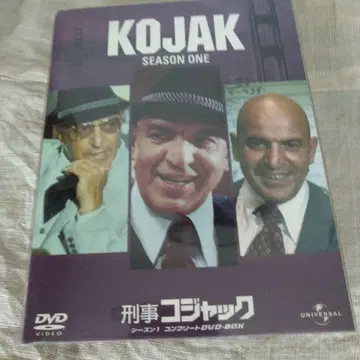 KOJAK
SEASON ONE
DVD
VIDEO
刑事コジャック
シーズン1 コンプリートDVD-BOX
UNIVERSAL